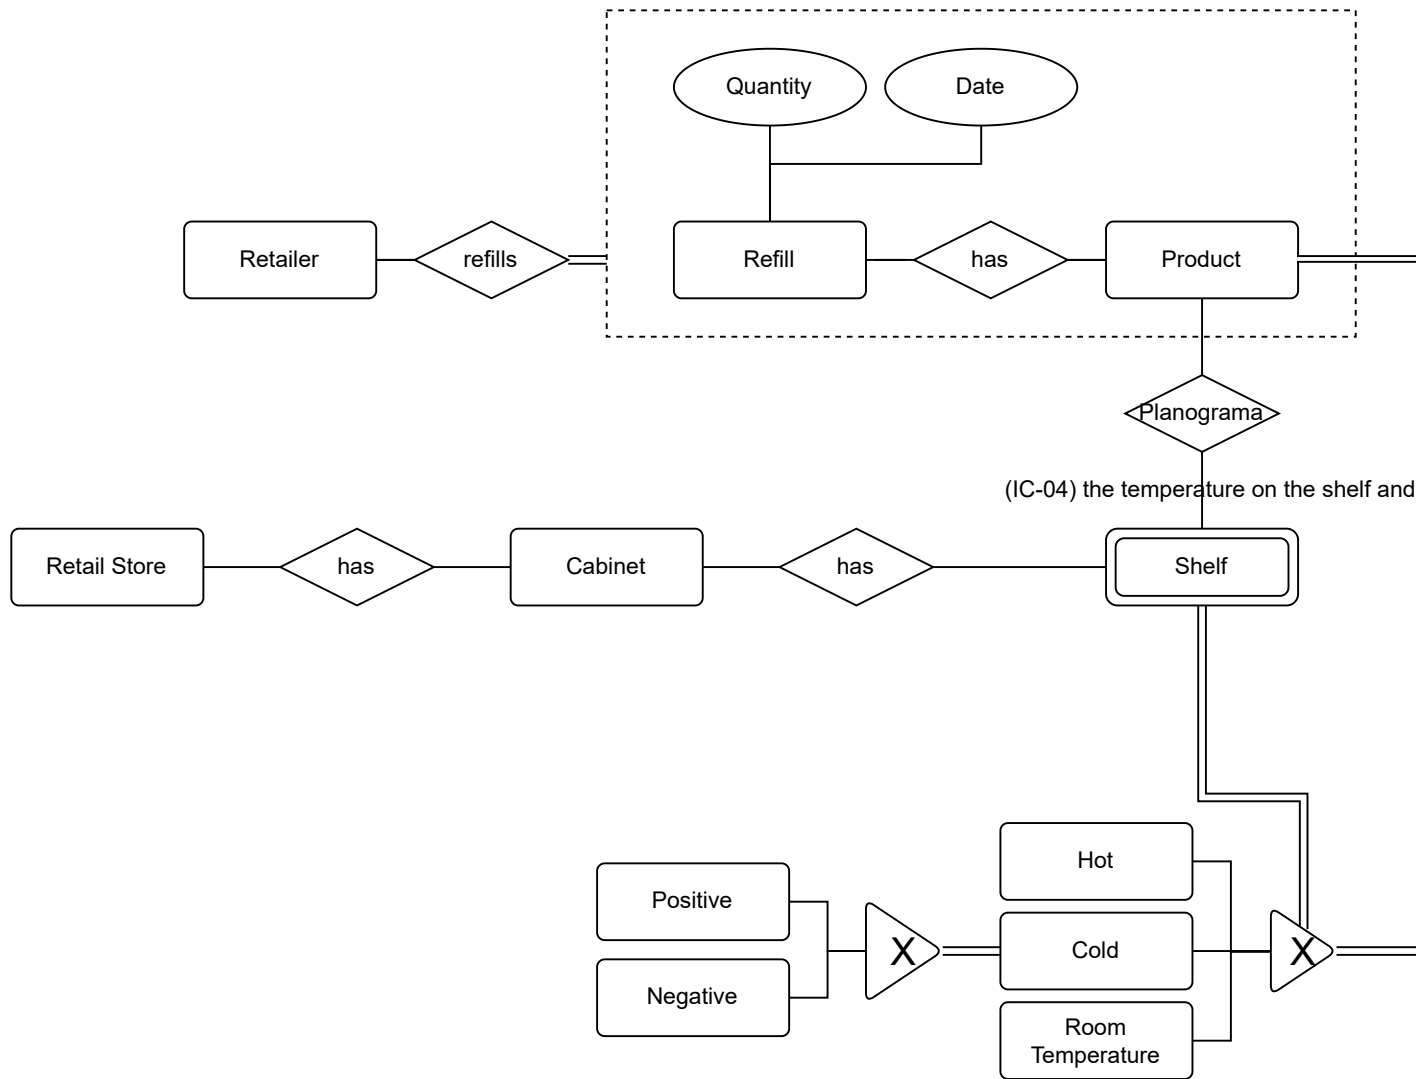 Quantity
Date
Retailer
refills
Refill
has
Product
Planograma
(IC-04) the temperature on the shelf and
Retail Store
has
Cabinet
has
Shelf
Hot
Positive
X
Cold
X
Negative
Room
Temperature